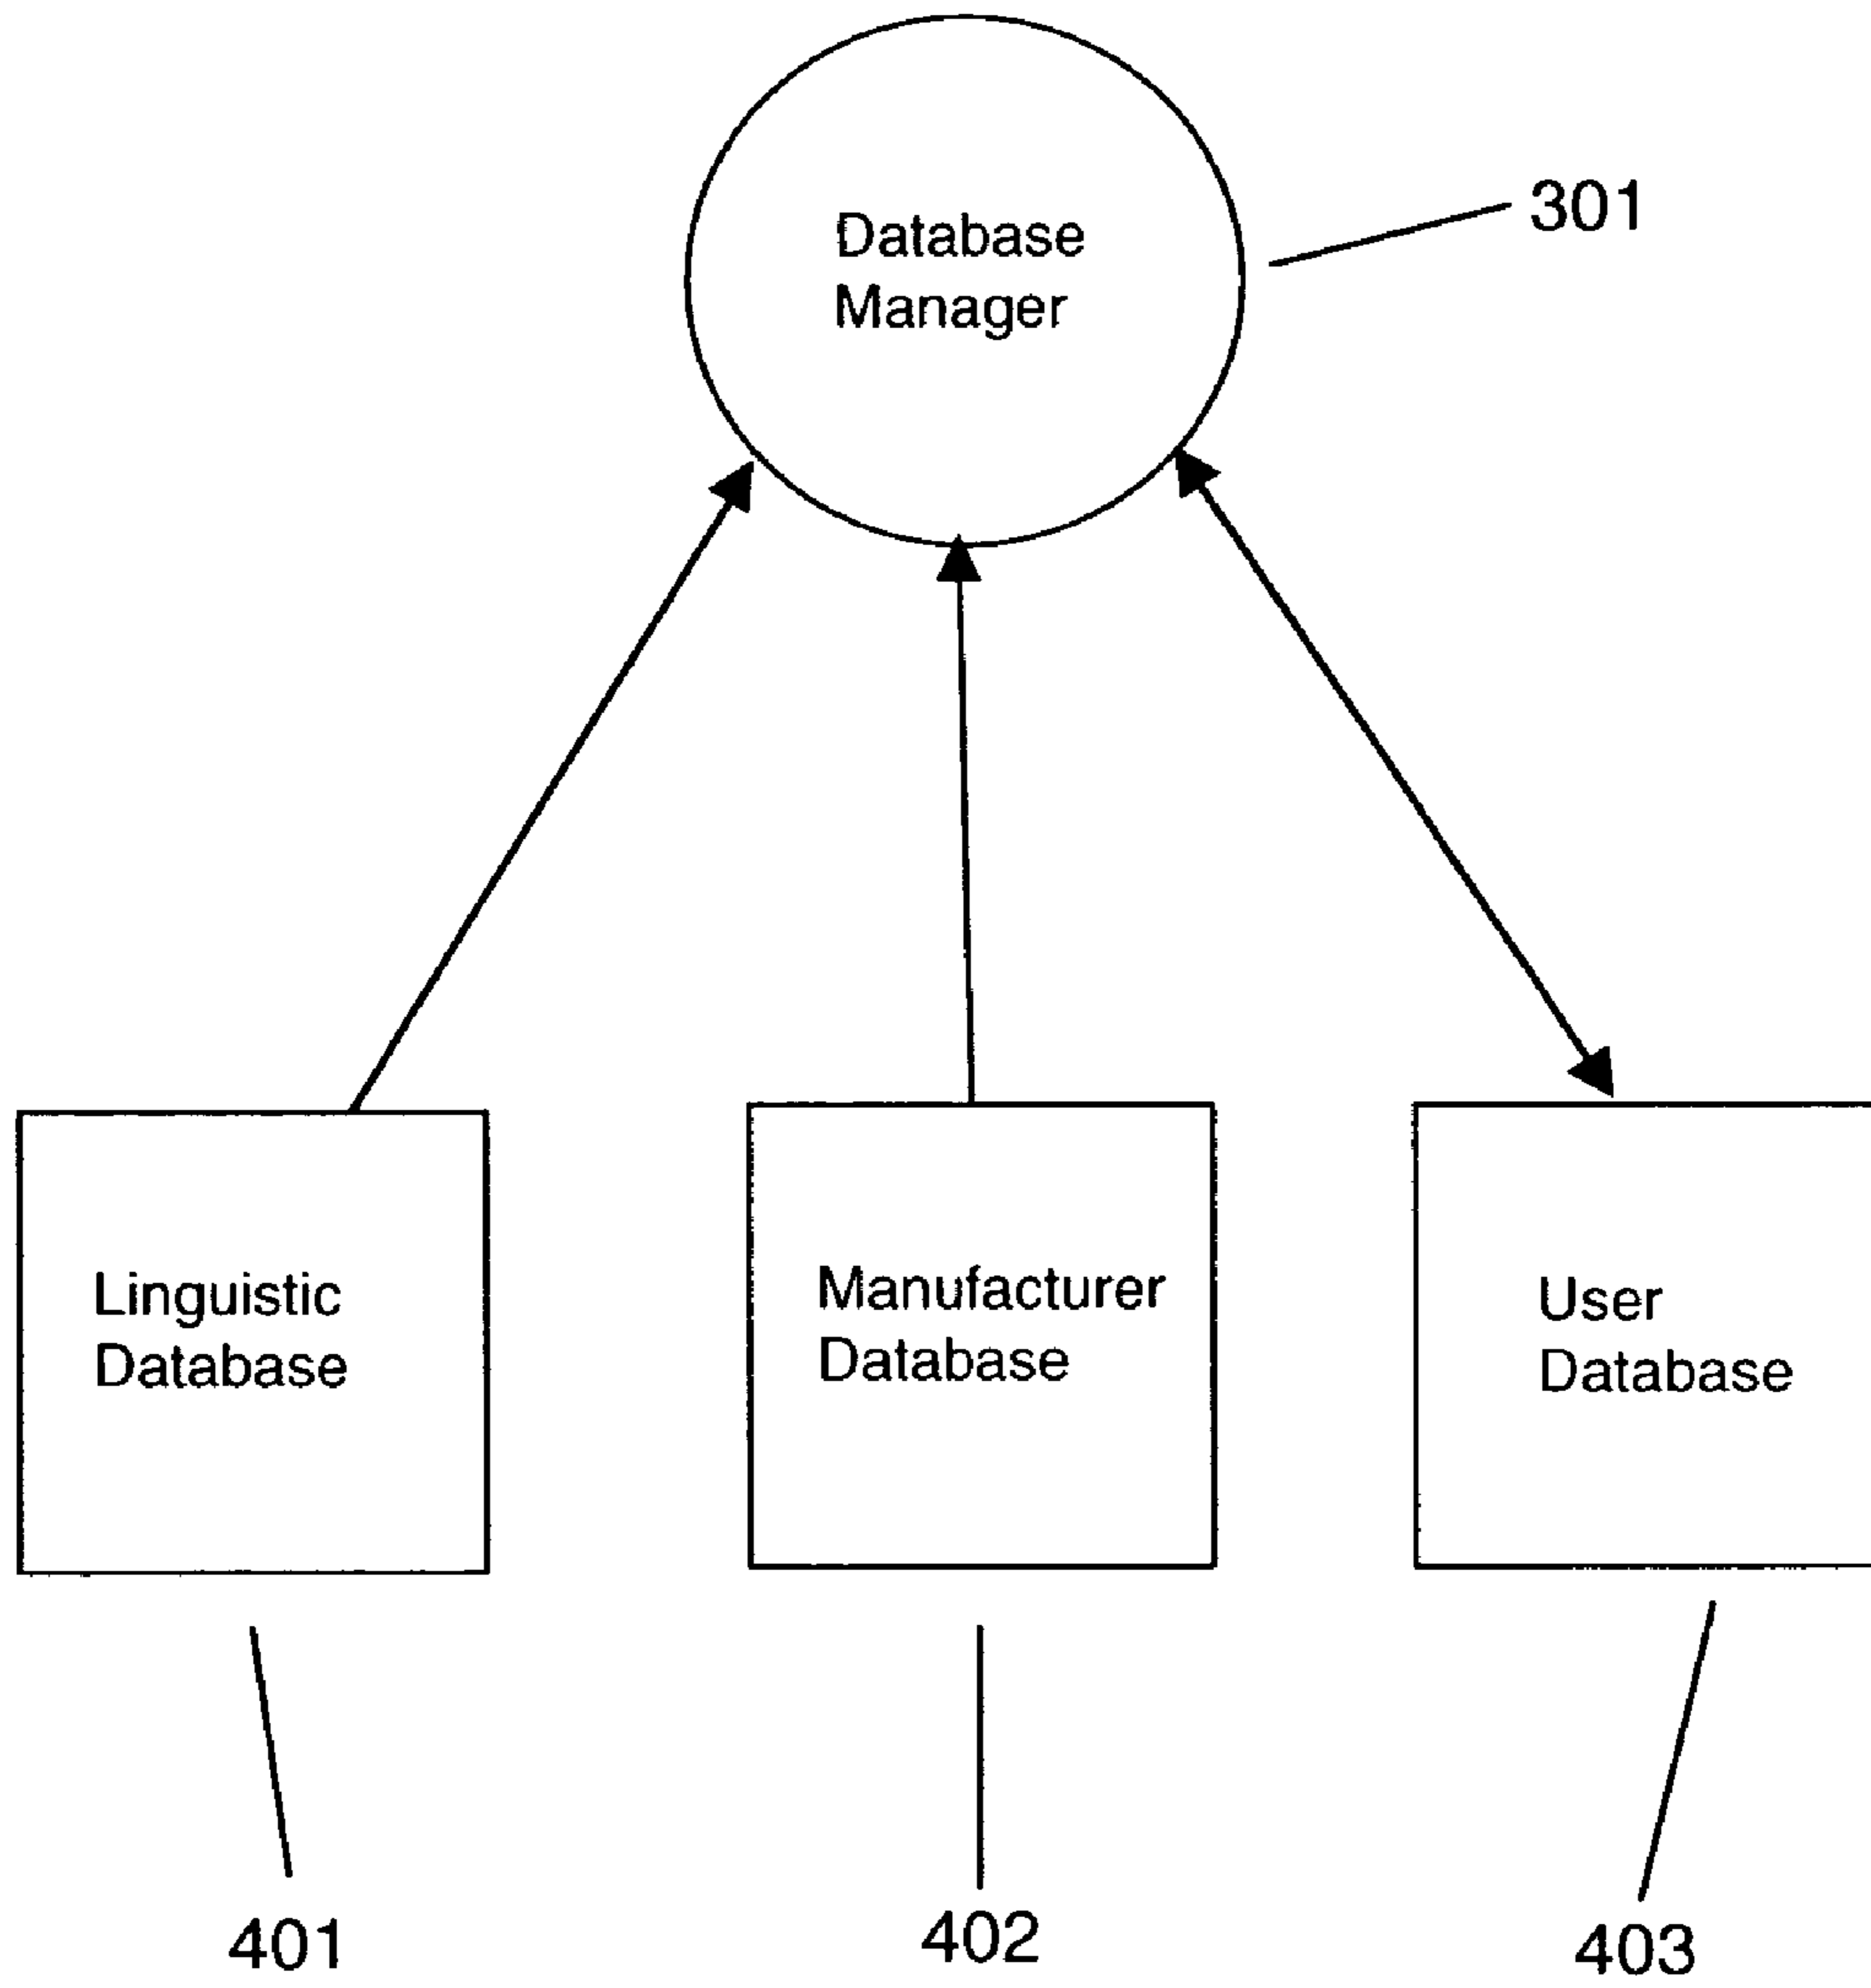 Database
Manager
301
Linguistic
Database
Manufacturer
Database
User
Database
401
402
403